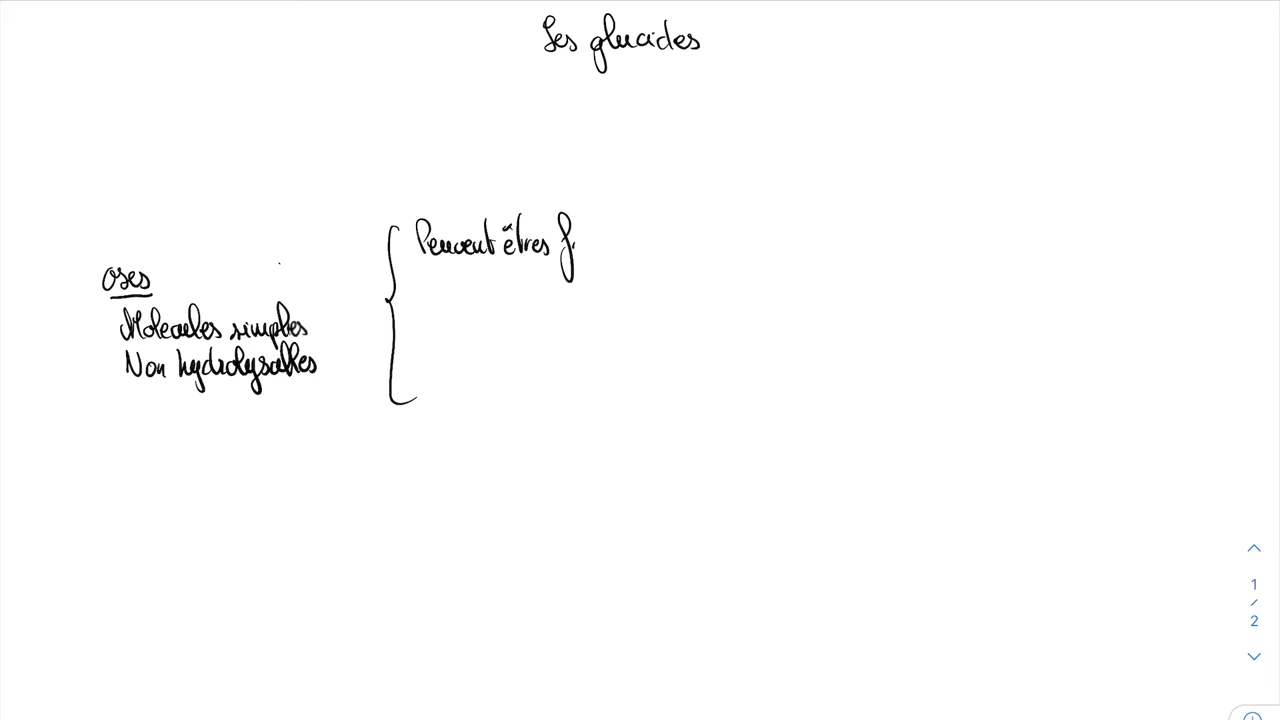 Les glucides
Peuvent êtres f
oses
Molécules simples
Non hydrolysables
1
/
2